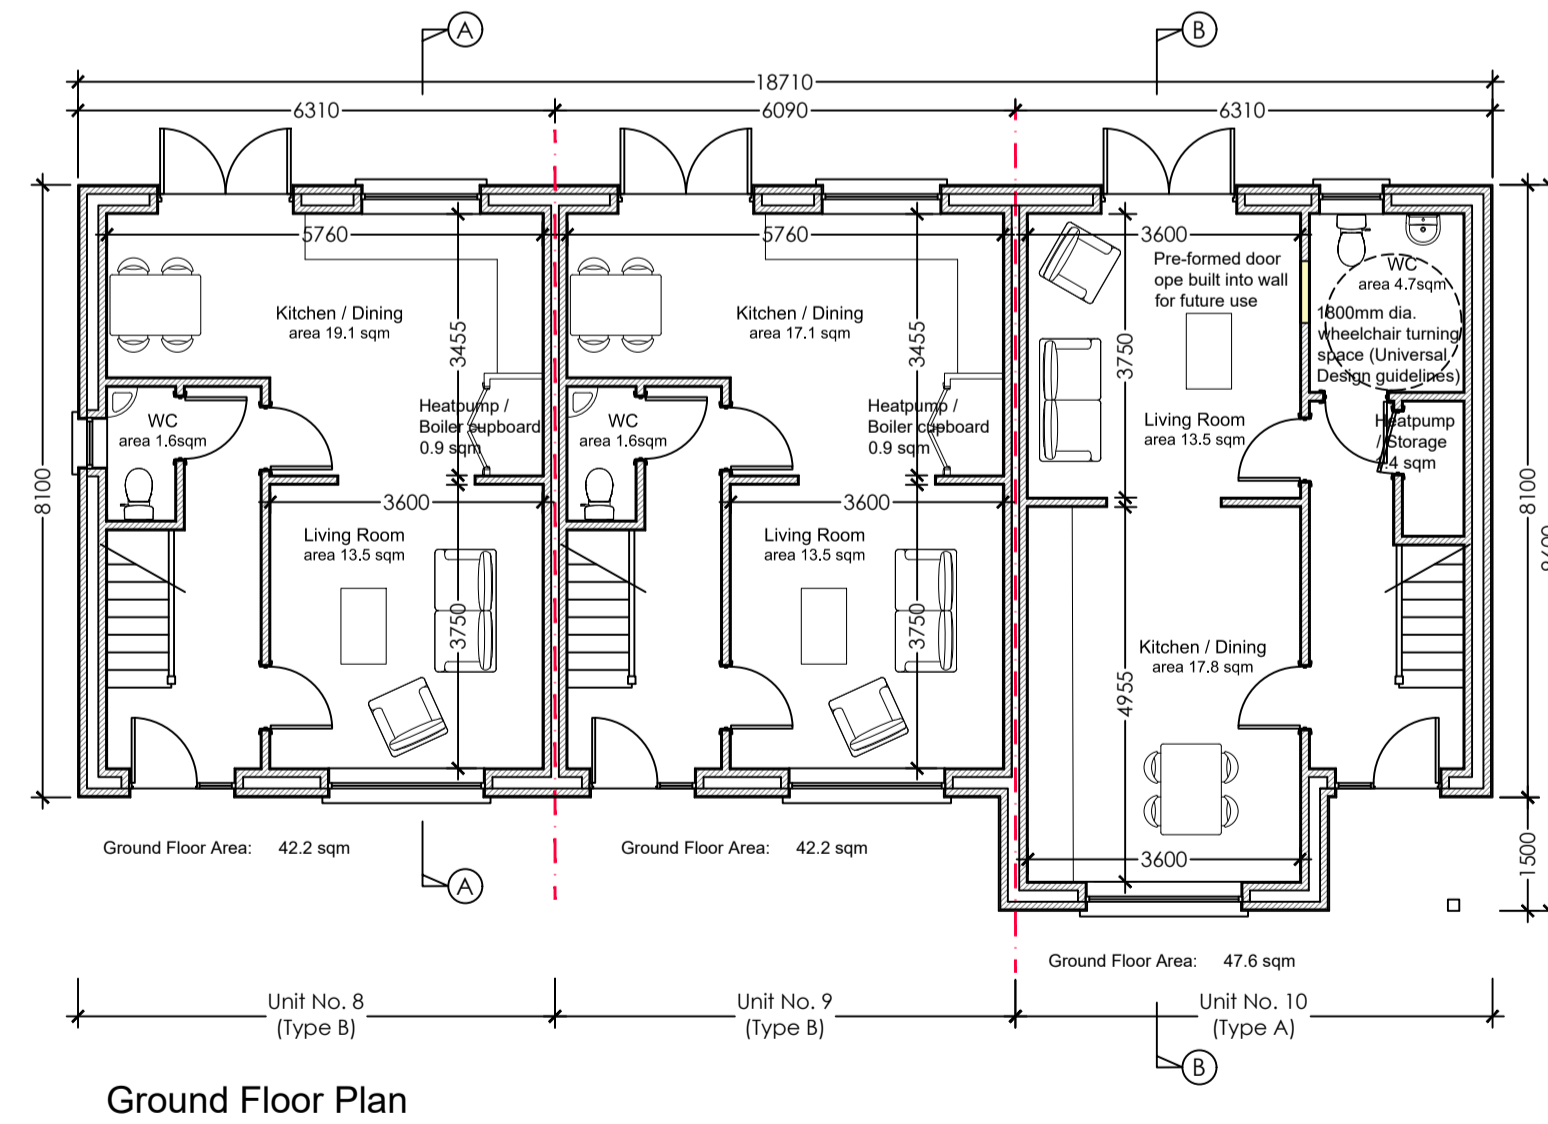 A
B
18710
6310
6090
6310
5760
5760
3600
Pre-formed door
ope built into wall
for future use
WC
area 4.7sqm
1800mm dia.
wheelchair turning
space (Universal
Design guidelines)
Kitchen / Dining
area 19.1 sqm
3455
Kitchen / Dining
area 17.1 sqm
3455
3750
WC
area 1.6sqm
Heatpump /
Boiler cupboard
0.9 sqm
WC
area 1.6sqm
Heatpump /
Boiler cupboard
0.9 sqm
Living Room
area 13.5 sqm
Heatpump
/ Storage
sqm
8100
3600
3600
8100
Living Room
area 13.5 sqm
Living Room
area 13.5 sqm
3750
3750
Kitchen / Dining
area 17.8 sqm
4955
3600
1500
Ground Floor Area: 42.2 sqm
Ground Floor Area: 42.2 sqm
A
Ground Floor Area: 47.6 sqm
Unit No. 8
(Type B)
Unit No. 9
(Type B)
Unit No. 10
(Type A)
B
Ground Floor Plan